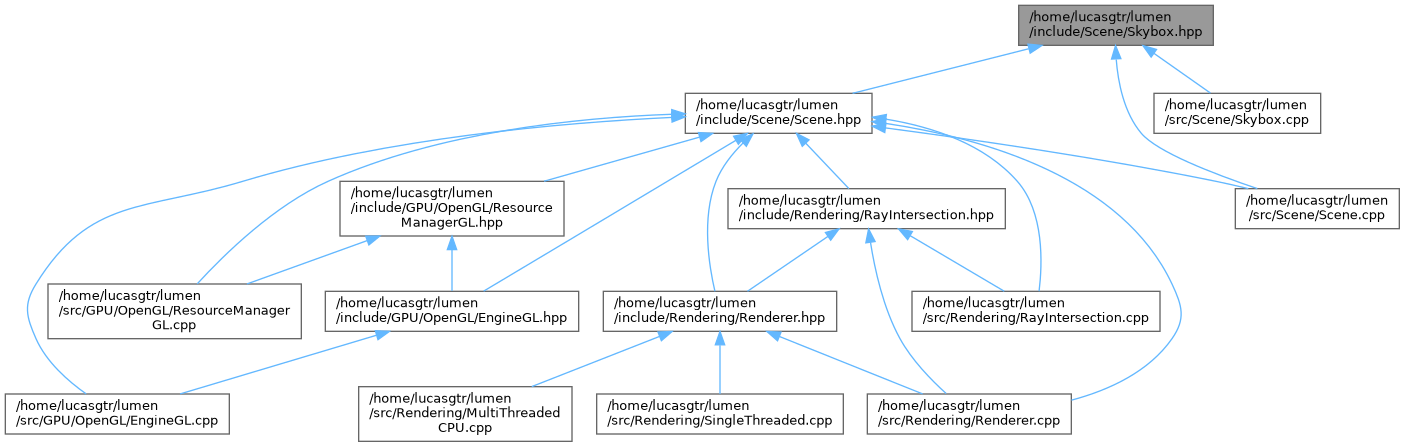 /home/lucasgtr/lumen
/include/Scene/Skybox.hpp
/home/lucasgtr/lumen
/include/Scene/Scene.hpp
/home/lucasgtr/lumen
/src/Scene/Skybox.cpp
/home/lucasgtr/lumen
/include/GPU/OpenGL/Resource
ManagerGL.hpp
/home/lucasgtr/lumen
/include/Rendering/RayIntersection.hpp
/home/lucasgtr/lumen
/src/Scene/Scene.cpp
/home/lucasgtr/lumen
/src/GPU/OpenGL/ResourceManager
GL.cpp
/home/lucasgtr/lumen
/include/GPU/OpenGL/EngineGL.hpp
/home/lucasgtr/lumen
/include/Rendering/Renderer.hpp
/home/lucasgtr/lumen
/src/Rendering/RayIntersection.cpp
/home/lucasgtr/lumen
/src/GPU/OpenGL/EngineGL.cpp
/home/lucasgtr/lumen
/src/Rendering/MultiThreaded
CPU.cpp
/home/lucasgtr/lumen
/src/Rendering/SingleThreaded.cpp
/home/lucasgtr/lumen
/src/Rendering/Renderer.cpp